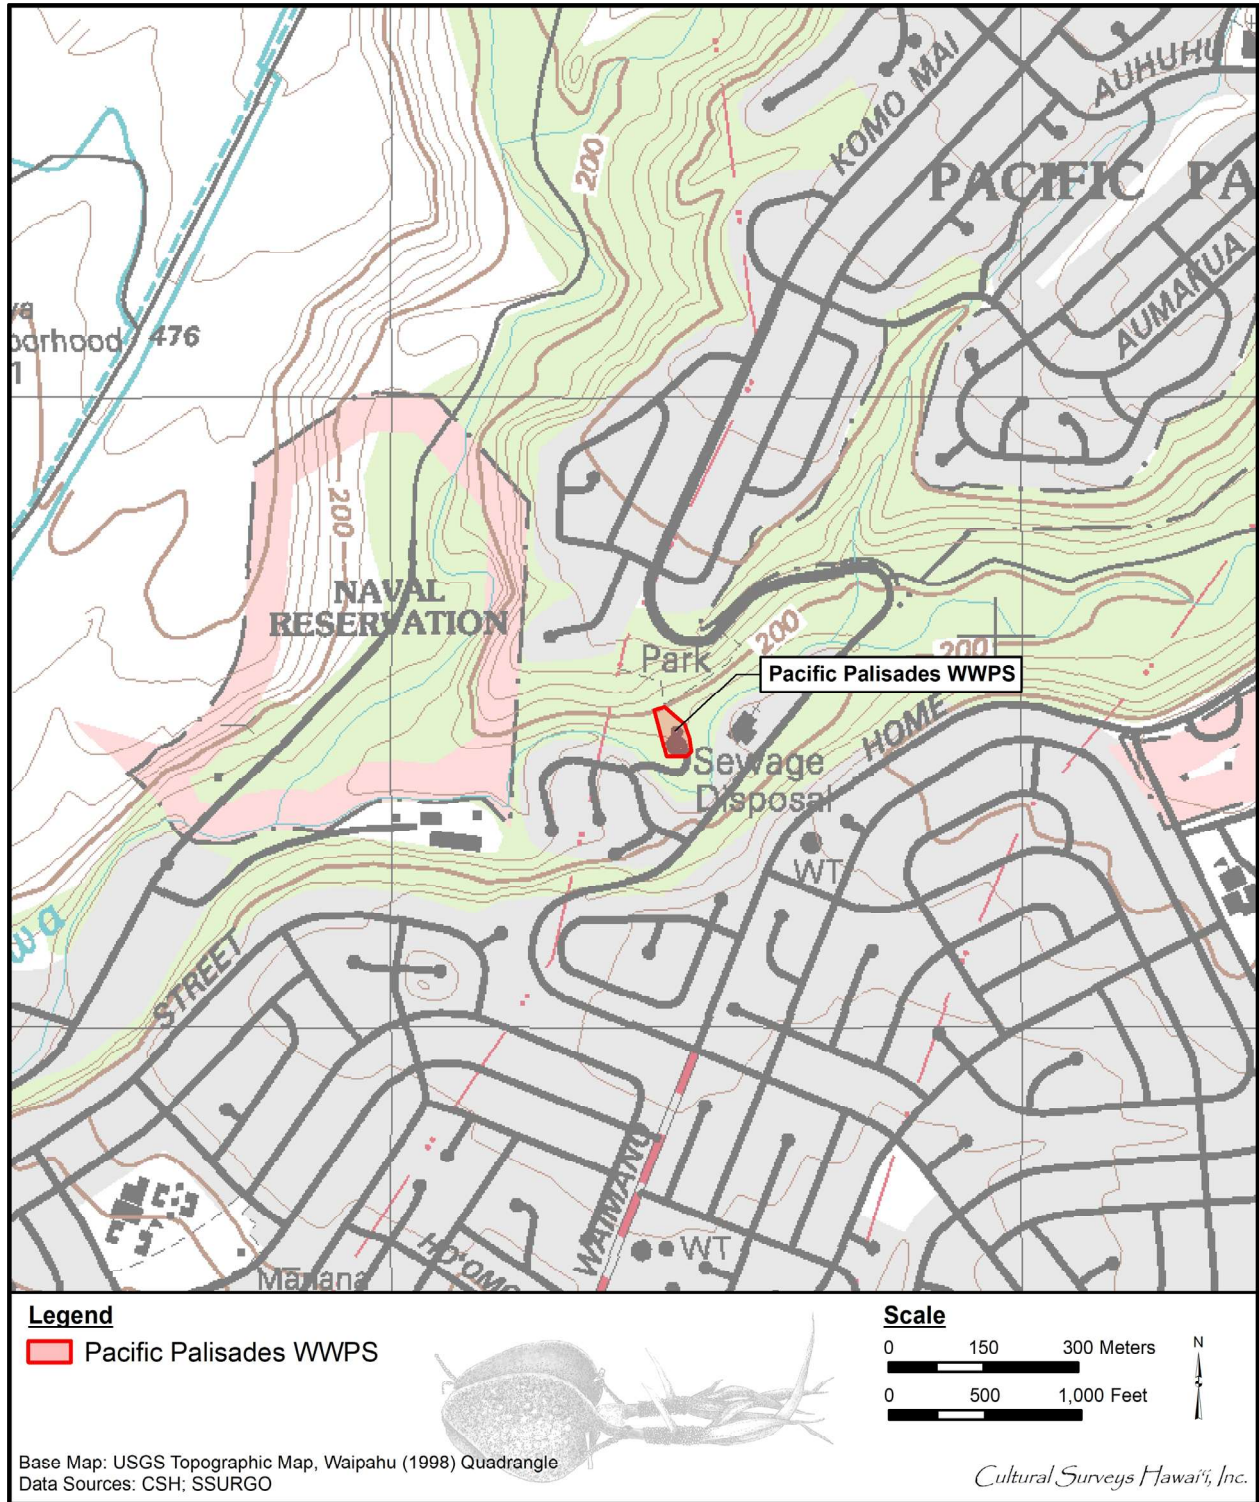 KOMO MAI
AUHUHU
PACIFIC PA
200
AUMAKUA
476
200
NAVAL
RESERVATION
200
200
Park
Pacific Palisades WWPS
HOME
Sewage
Disposal
WT
STREET
WAIMANO
WT
HO'OMO
Manana
Legend
Pacific Palisades WWPS
Scale
0 150 300 Meters
0 500 1,000 Feet
N
Base Map: USGS Topographic Map, Waipahu (1998) Quadrangle
Data Sources: CSH; SSURGO
Cultural Surveys Hawai'i, Inc.